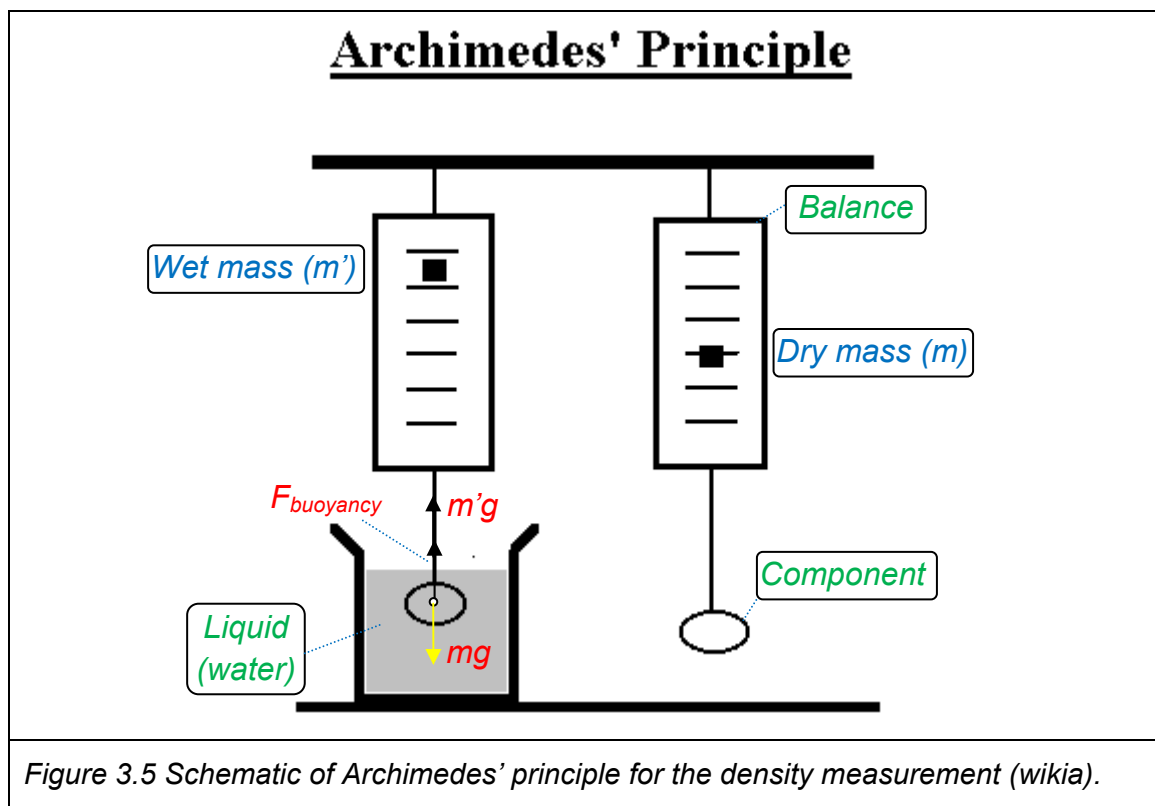 Archimedes' Principle
Balance
Wet mass (m')
Dry mass (m)
F buoyancy
m'g
Component
Liquid
(water)
mg
Figure 3.5 Schematic of Archimedes' principle for the density measurement (wikia).